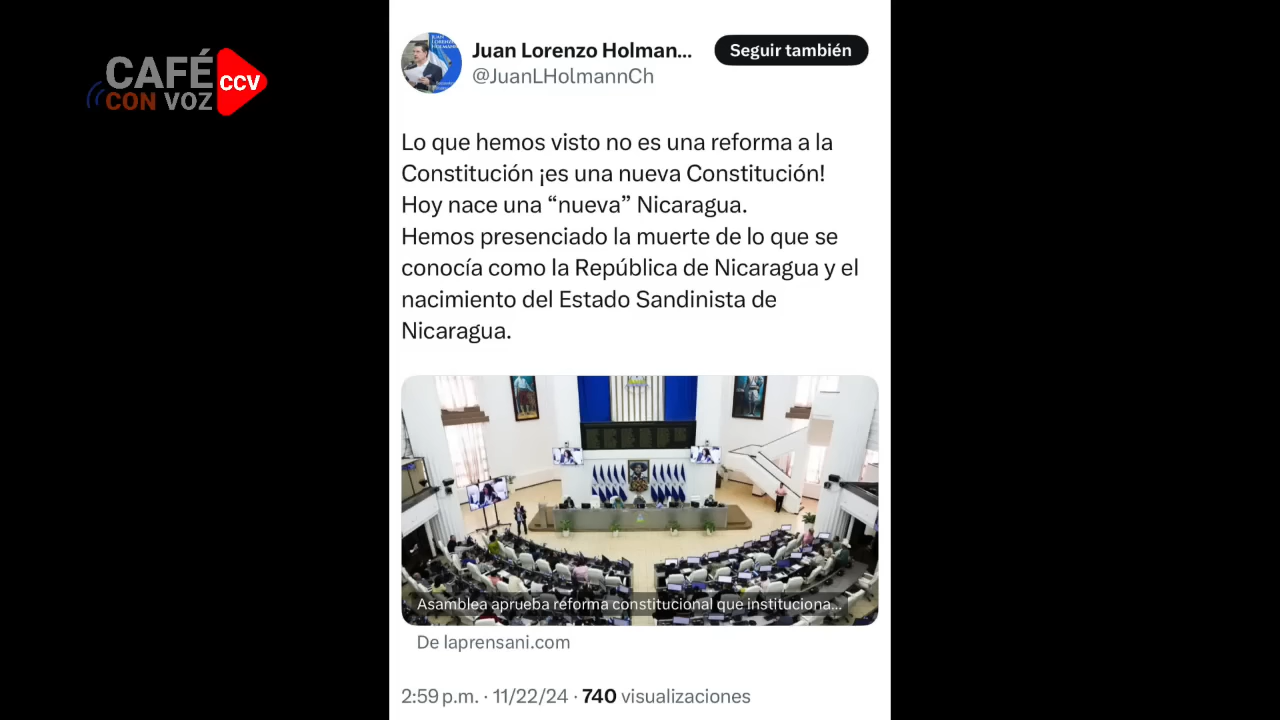 CAFÉ
CON VOZ
CCV
Juan Lorenzo Holman...
Seguir también
@JuanLHolmannCh
Lo que hemos visto no es una reforma a la
Constitución ¡es una nueva Constitución!
Hoy nace una “nueva” Nicaragua.
Hemos presenciado la muerte de lo que se
conocía como la República de Nicaragua y el
nacimiento del Estado Sandinista de
Nicaragua.
Asamblea aprueba reforma constitucional que instituciona...
De laprensani.com
2:59 p.m. · 11/22/24 · 740 visualizaciones